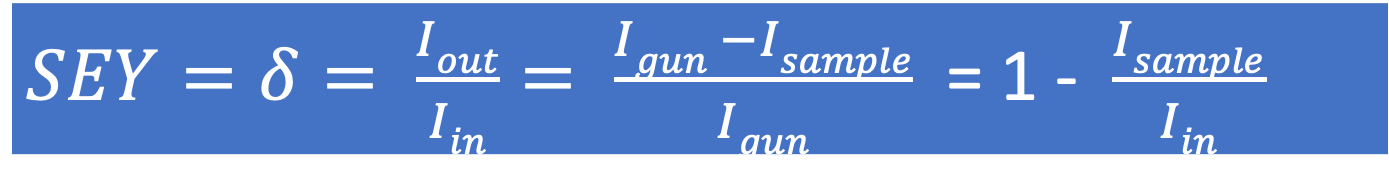 SEY = δ = I_out / I_in = (I_gun − I_sample) / I_gun = 1 - I_sample / I_in